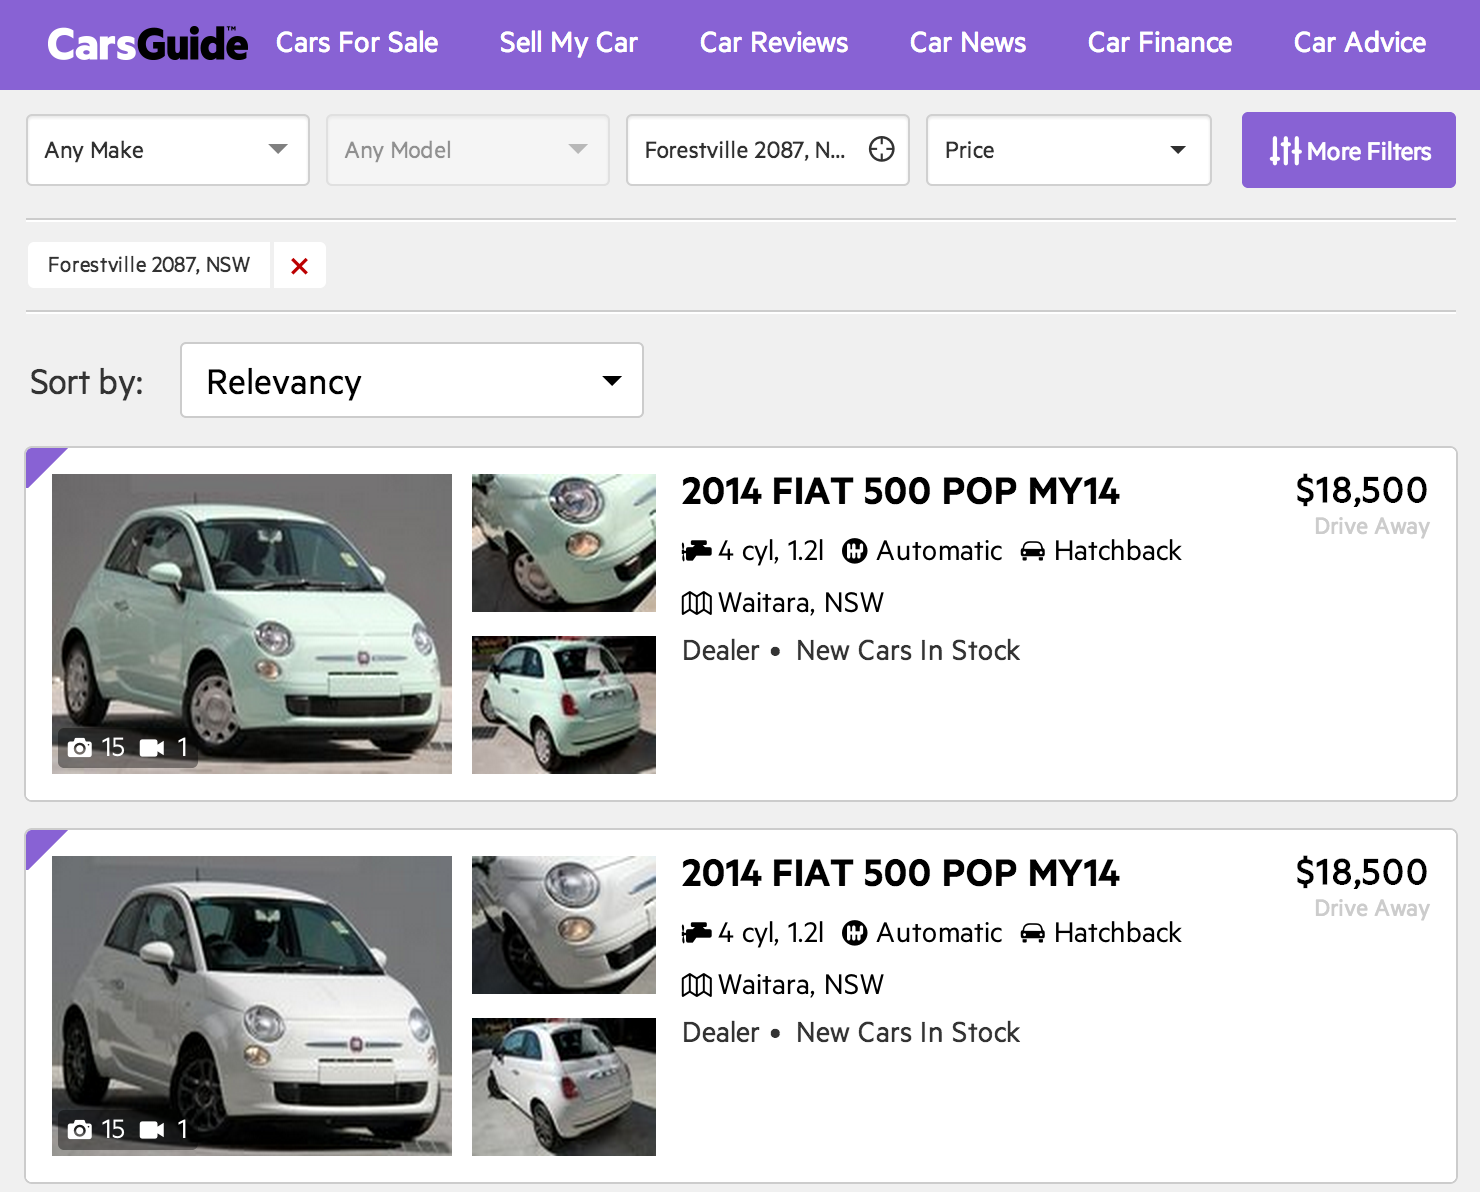 CarsGuide™ Cars For Sale Sell My Car Car Reviews Car News Car Finance Car Advice
Any Make Any Model Forestville 2087, N... Price More Filters
Forestville 2087, NSW
Sort by: Relevancy
2014 FIAT 500 POP MY14 $18,500
Drive Away
4 cyl, 1.2l Automatic Hatchback
Waitara, NSW
Dealer • New Cars In Stock
15 1
2014 FIAT 500 POP MY14 $18,500
Drive Away
4 cyl, 1.2l Automatic Hatchback
Waitara, NSW
Dealer • New Cars In Stock
15 1